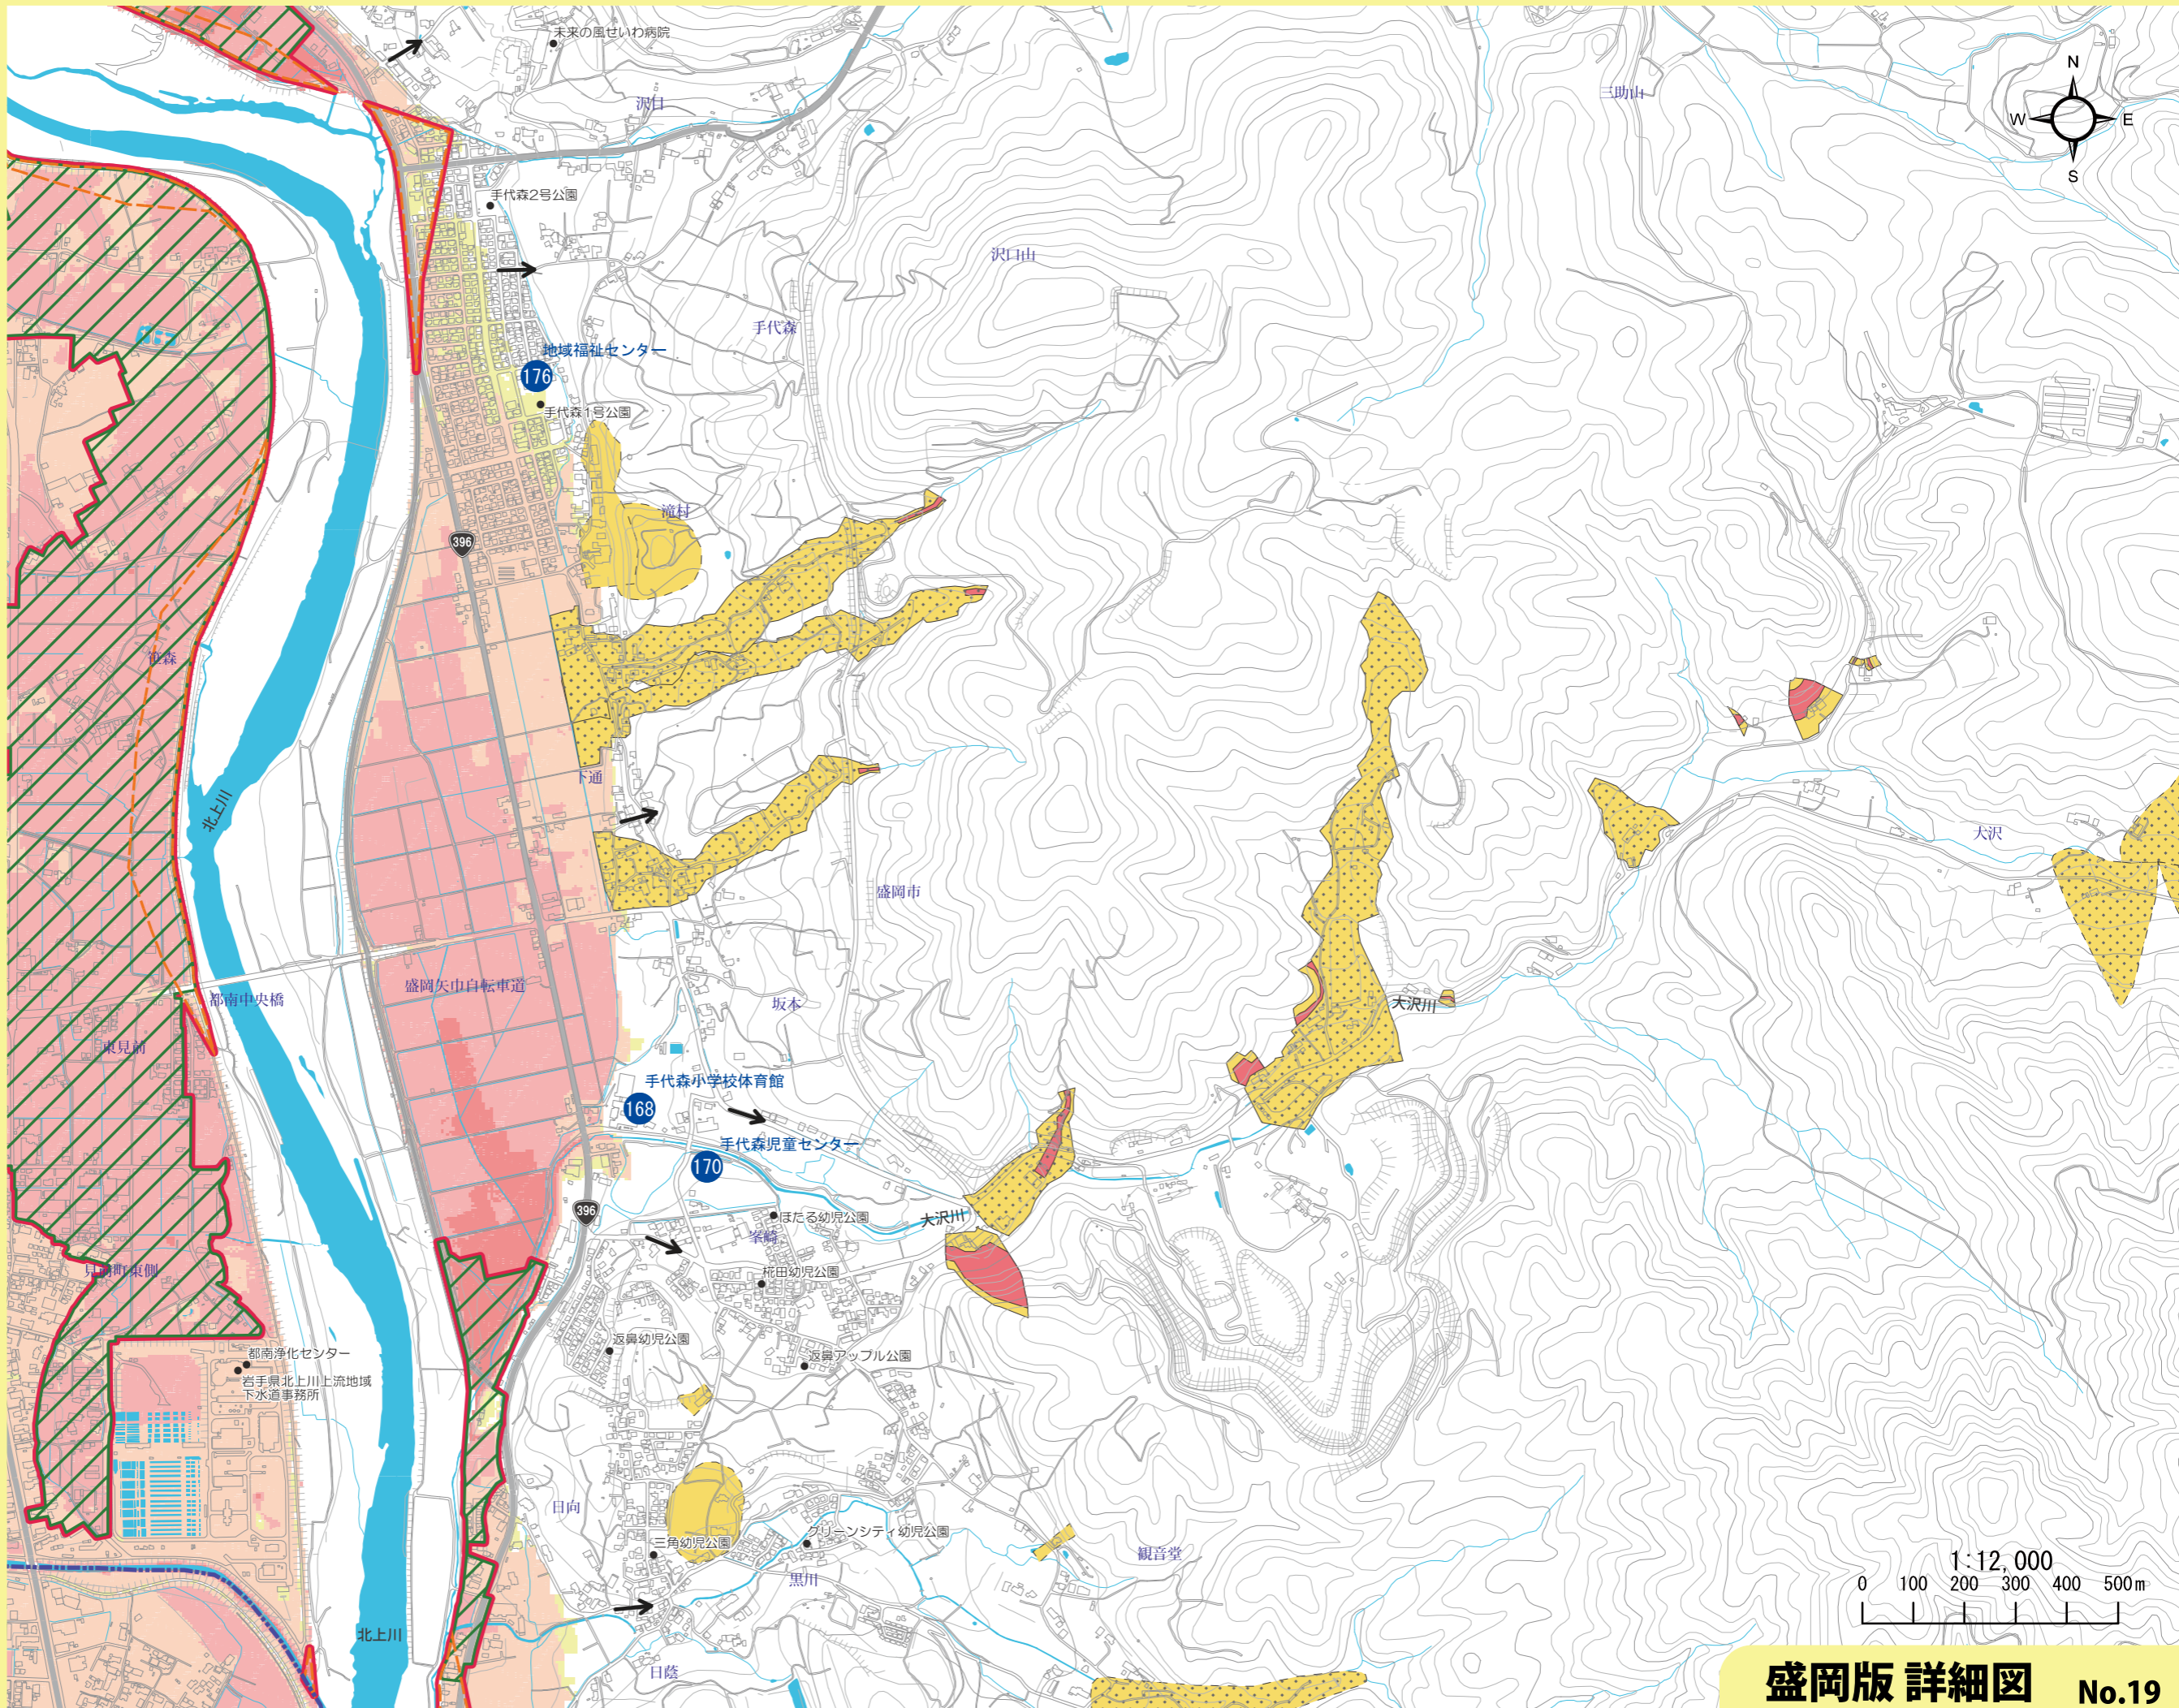 未来の風せいわ病院
沢目
三助山
N
W
E
S
手代森2号公園
沢口山
手代森
地域福祉センター
176
手代森1号公園
滝村
396
笹森
下通
北上川
大沢
盛岡市
都南中央橋
盛岡矢巾自転車道
坂本
大沢川
東見前
手代森小学校体育館
168
手代森児童センター
170
396
ほたる幼児公園
大沢川
峯崎
見前町東側
椛田幼児公園
返鼻幼児公園
都南浄化センター
返鼻アップル公園
岩手県北上川上流地域
下水道事務所
日向
グリーンシティ幼児公園
三角幼児公園
観音堂
黒川
北上川
日蔭
1:12,000
0 100 200 300 400 500m
盛岡版 詳細図 No.19